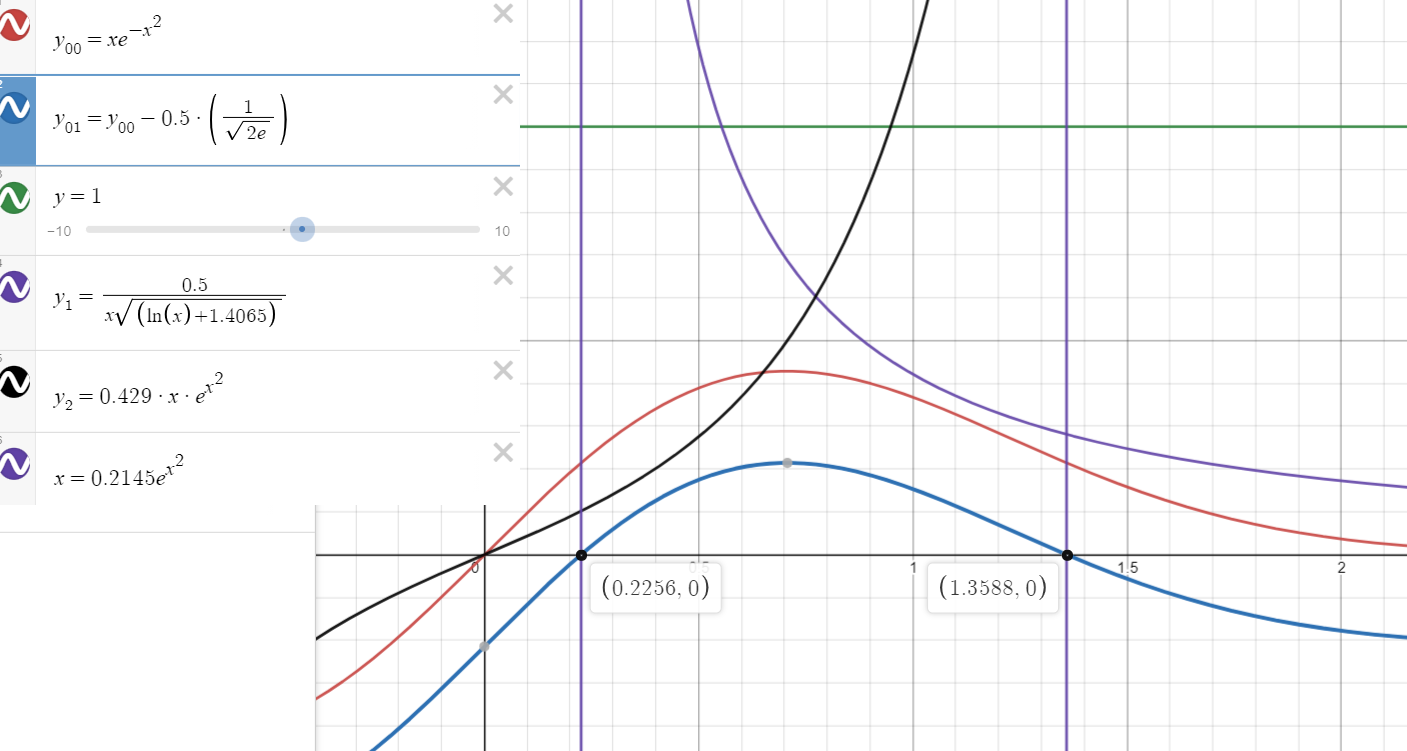 y₀₀ = xe^{−x²}
y₀₁ = y₀₀ − 0.5 · (1/√(2e))
y = 1
−10 10
y₁ = 0.5/(x√((ln(x)+1.4065)))
y₂ = 0.429 · x · e^{x²}
x = 0.2145e^{x²}
0 0.5 1 1.5 2
(0.2256, 0) (1.3588, 0)